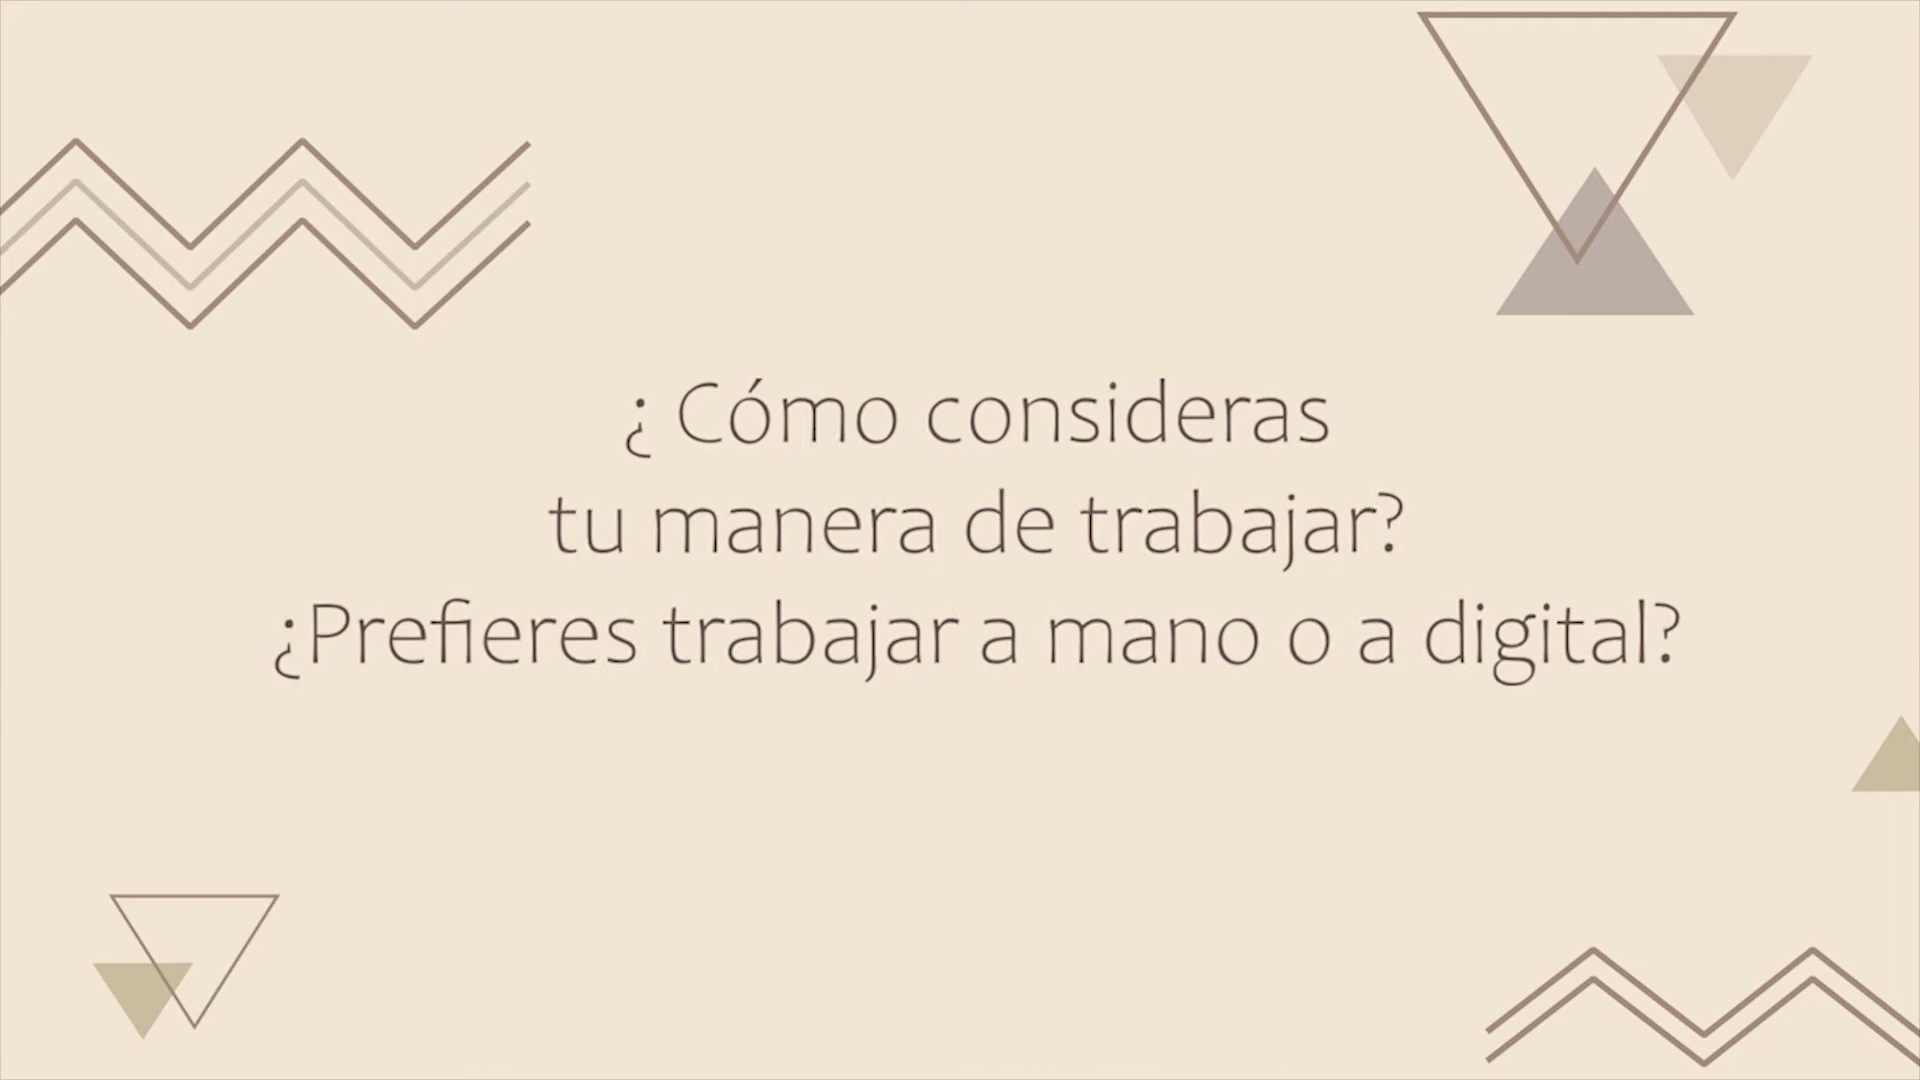 ¿ Cómo consideras
tu manera de trabajar?
¿Prefieres trabajar a mano o a digital?